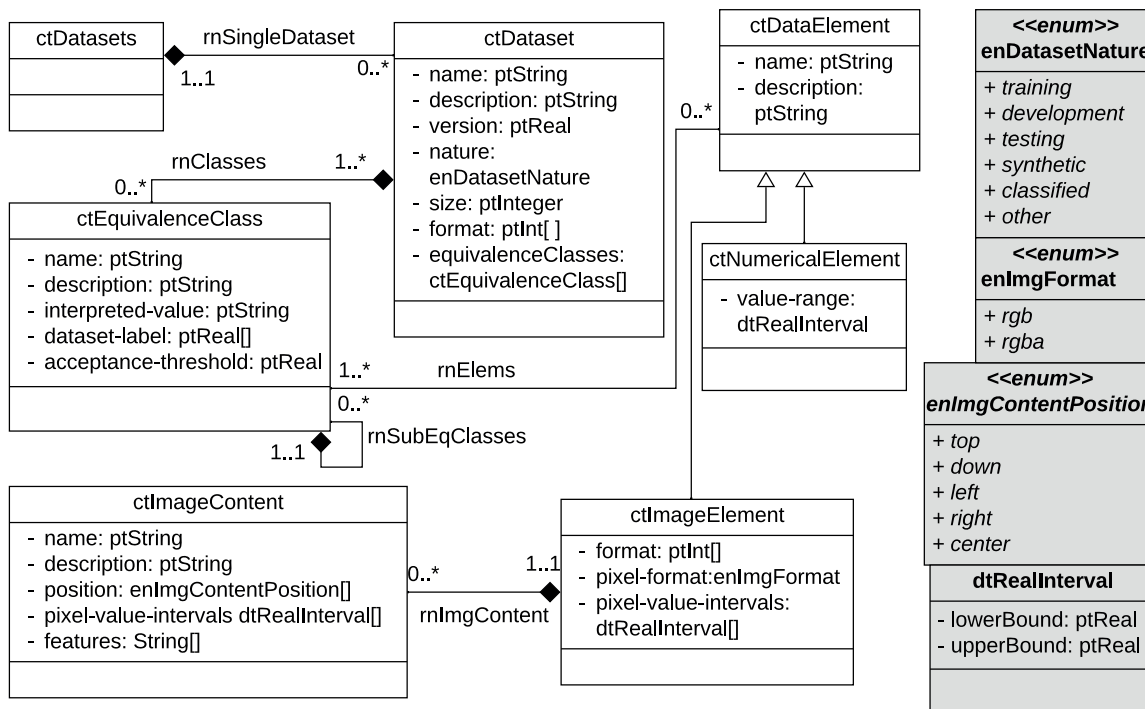 ctDatasets
rnSingleDataset
1..1
0..*
ctDataset
- name: ptString
- description: ptString
- version: ptReal
- nature:
enDatasetNature
- size: ptInteger
- format: ptInt[ ]
- equivalenceClasses:
ctEquivalenceClass[]
ctDataElement
- name: ptString
- description:
ptString
0..*
rnClasses
1..*
0..*
ctEquivalenceClass
- name: ptString
- description: ptString
- interpreted-value: ptString
- dataset-label: ptReal[]
- acceptance-threshold: ptReal
1..*
rnElems
0..*
1..1
rnSubEqClasses
ctNumericalElement
- value-range:
dtRealInterval
ctImageContent
- name: ptString
- description: ptString
- position: enImgContentPosition[]
- pixel-value-intervals dtRealInterval[]
- features: String[]
0..*
1..1
rnImgContent
ctImageElement
- format: ptInt[]
- pixel-format:enImgFormat
- pixel-value-intervals:
dtRealInterval[]
<<enum>>
enDatasetNature
+ training
+ development
+ testing
+ synthetic
+ classified
+ other
<<enum>>
enImgFormat
+ rgb
+ rgba
<<enum>>
enImgContentPosition
+ top
+ down
+ left
+ right
+ center
dtRealInterval
- lowerBound: ptReal
- upperBound: ptReal